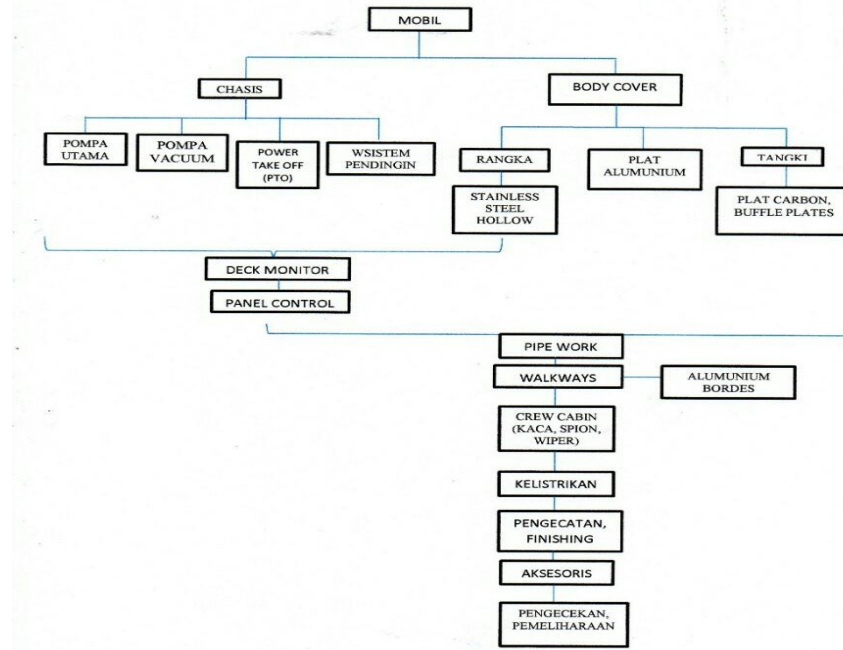 MOBIL
CHASIS
BODY COVER
POMPA
UTAMA
POMPA
VACUUM
POWER
TAKE OFF
(PTO)
WSISTEM
PENDINGIN
RANGKA
PLAT
ALUMUNIUM
TANGKI
STAINLESS
STEEL
HOLLOW
PLAT CARBON,
BUFFLE PLATES
DECK MONITOR
PANEL CONTROL
PIPE WORK
WALKWAYS
ALUMUNIUM
BORDES
CREW CABIN
(KACA, SPION,
WIPER)
KELISTRIKAN
PENGECATAN,
FINISHING
AKSESORIS
PENGECEKAN,
PEMELIHARAAN